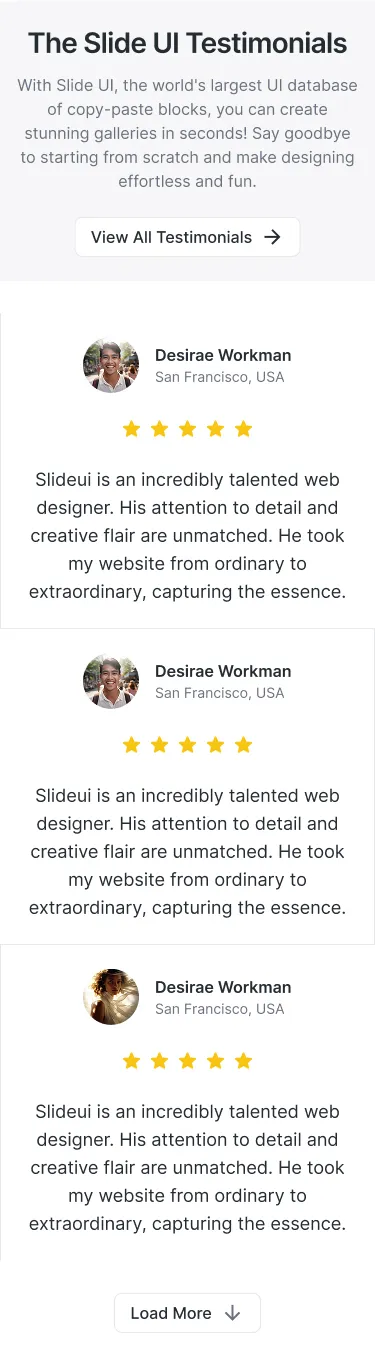 The Slide UI Testimonials
With Slide UI, the world's largest UI database
of copy-paste blocks, you can create
stunning galleries in seconds! Say goodbye
to starting from scratch and make designing
effortless and fun.
View All Testimonials
Desirae Workman
San Francisco, USA
Slideui is an incredibly talented web
designer. His attention to detail and
creative flair are unmatched. He took
my website from ordinary to
extraordinary, capturing the essence.
Desirae Workman
San Francisco, USA
Slideui is an incredibly talented web
designer. His attention to detail and
creative flair are unmatched. He took
my website from ordinary to
extraordinary, capturing the essence.
Desirae Workman
San Francisco, USA
Slideui is an incredibly talented web
designer. His attention to detail and
creative flair are unmatched. He took
my website from ordinary to
extraordinary, capturing the essence.
Load More